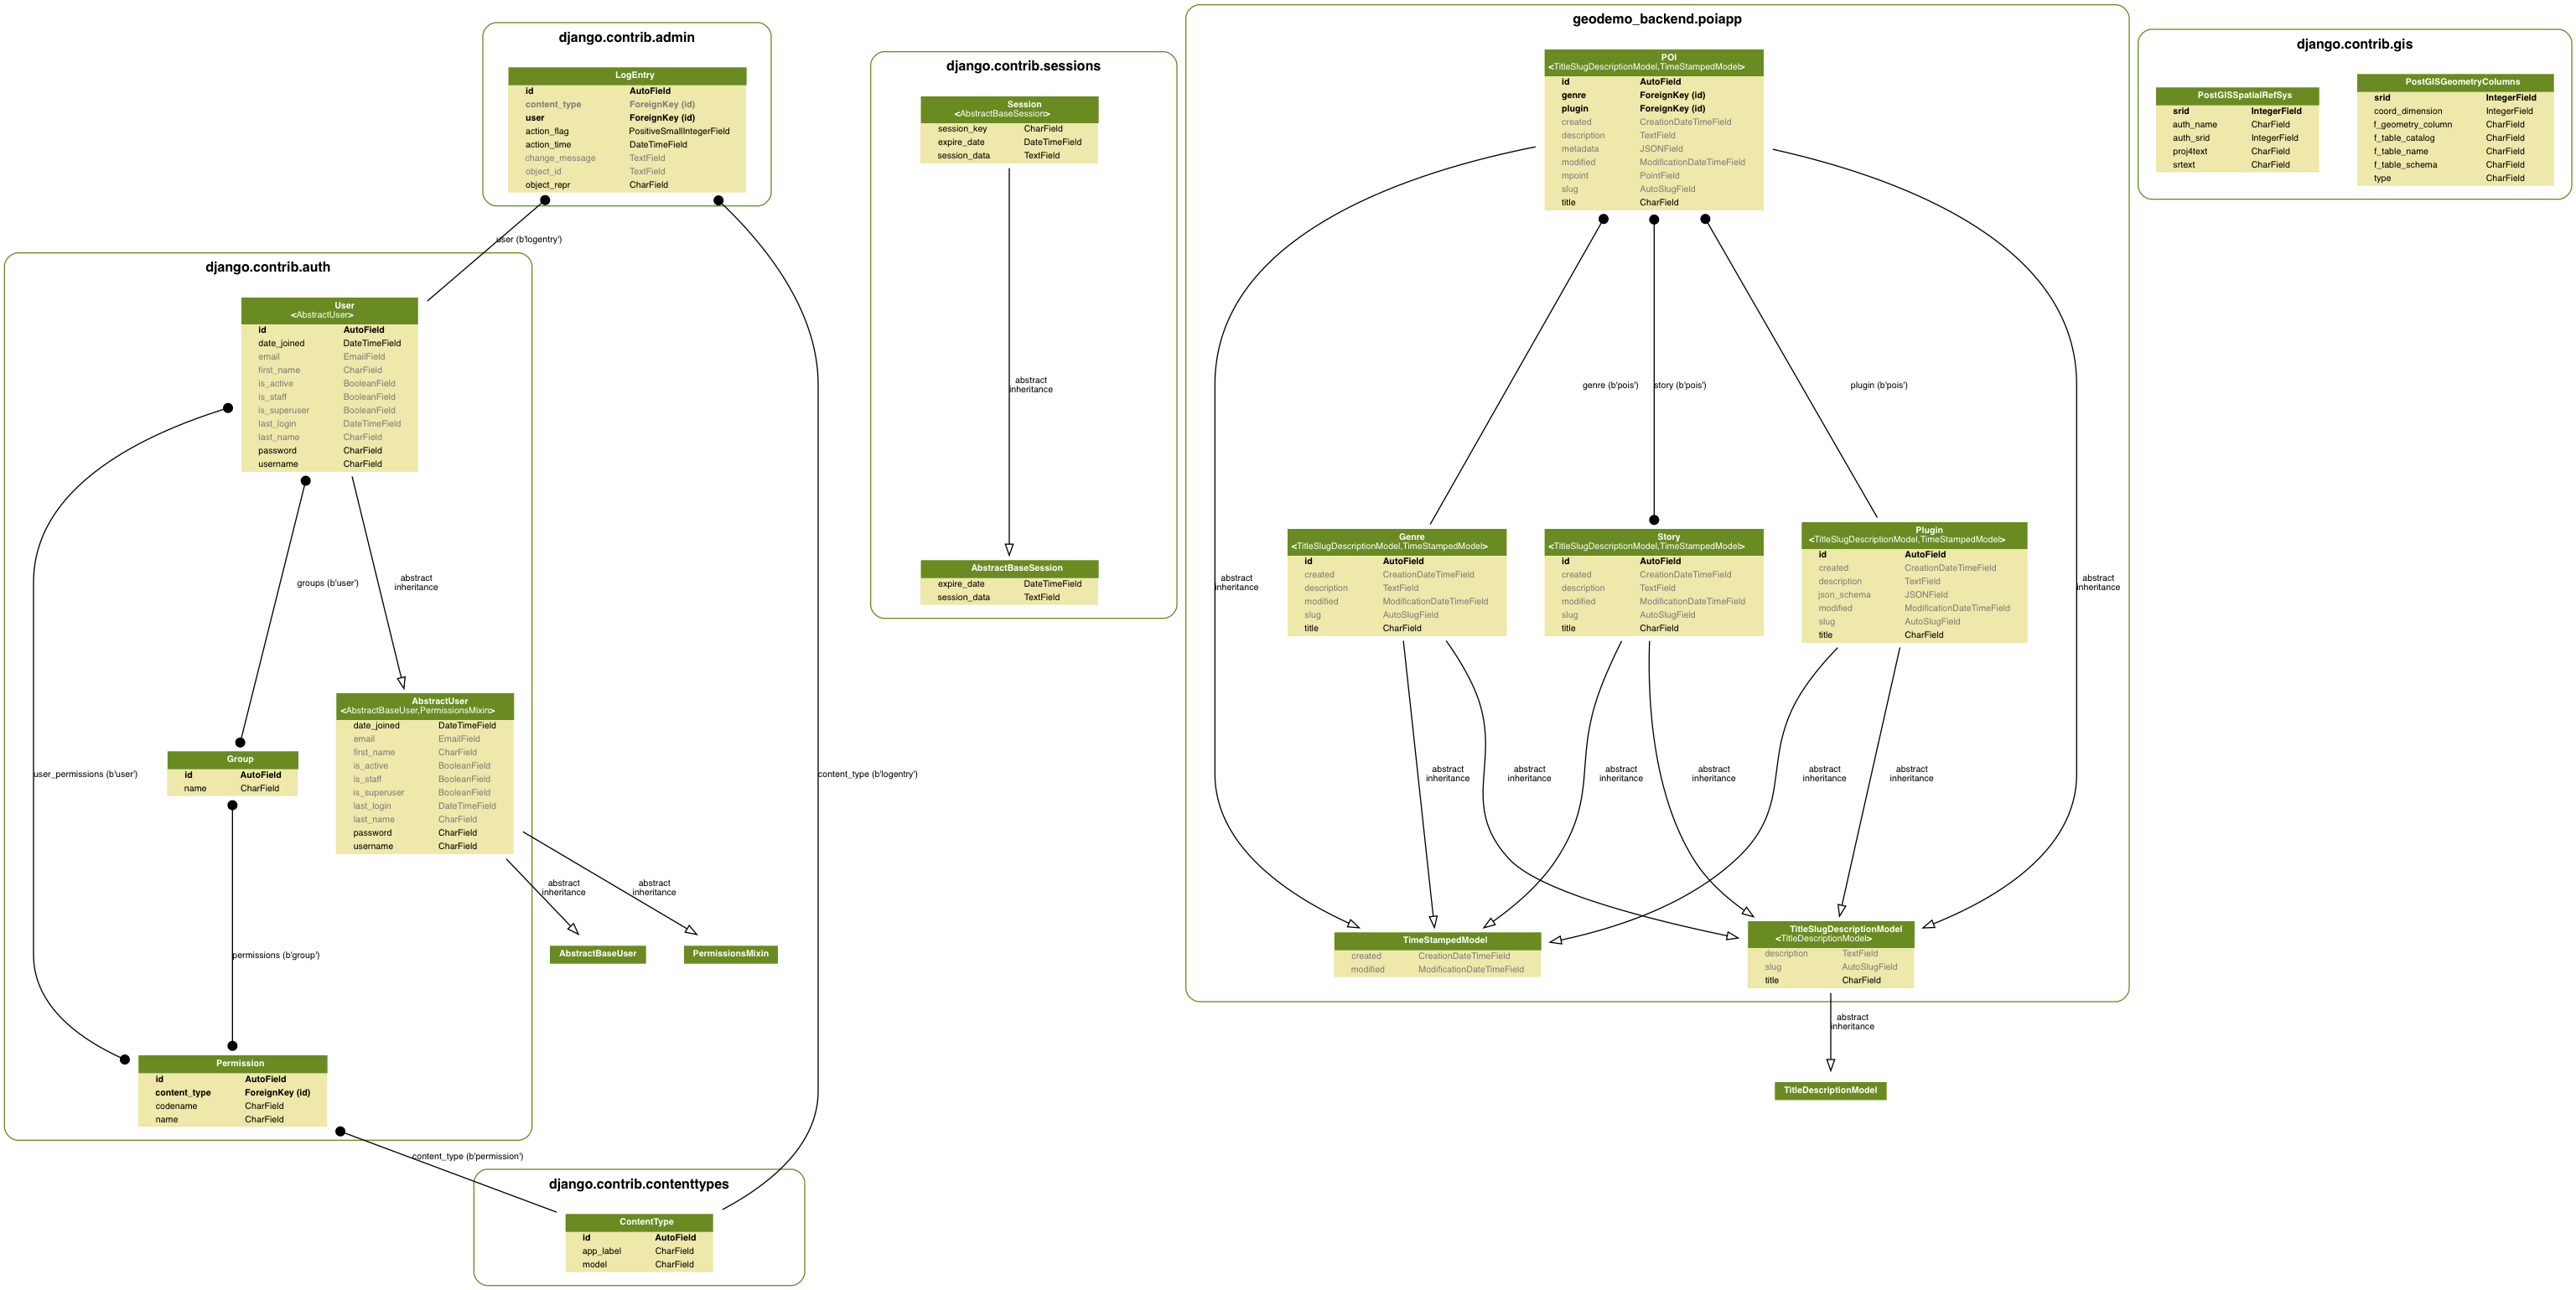 django.contrib.admin
LogEntry
id AutoField
content_type ForeignKey (id)
user ForeignKey (id)
action_flag PositiveSmallIntegerField
action_time DateTimeField
change_message TextField
object_id TextField
object_repr CharField
user (b'logentry')
django.contrib.auth
User
<AbstractUser>
id AutoField
date_joined DateTimeField
email EmailField
first_name CharField
is_active BooleanField
is_staff BooleanField
is_superuser BooleanField
last_login DateTimeField
last_name CharField
password CharField
username CharField
groups (b'user')
abstract
inheritance
AbstractUser
<AbstractBaseUser,PermissionsMixin>
date_joined DateTimeField
email EmailField
first_name CharField
is_active BooleanField
is_staff BooleanField
is_superuser BooleanField
last_login DateTimeField
last_name CharField
password CharField
username CharField
Group
id AutoField
name CharField
user_permissions (b'user')
content_type (b'logentry')
abstract
inheritance
abstract
inheritance
AbstractBaseUser
PermissionsMixin
permissions (b'group')
Permission
id AutoField
content_type ForeignKey (id)
codename CharField
name CharField
content_type (b'permission')
django.contrib.contenttypes
ContentType
id AutoField
app_label CharField
model CharField
django.contrib.sessions
Session
<AbstractBaseSession>
session_key CharField
expire_date DateTimeField
session_data TextField
abstract
inheritance
AbstractBaseSession
expire_date DateTimeField
session_data TextField
geodemo_backend.poiapp
POI
<TitleSlugDescriptionModel,TimeStampedModel>
id AutoField
genre ForeignKey (id)
plugin ForeignKey (id)
created CreationDateTimeField
description TextField
metadata JSONField
modified ModificationDateTimeField
mpoint PointField
slug AutoSlugField
title CharField
genre (b'pois')
story (b'pois')
plugin (b'pois')
abstract
inheritance
abstract
inheritance
Genre
<TitleSlugDescriptionModel,TimeStampedModel>
id AutoField
created CreationDateTimeField
description TextField
modified ModificationDateTimeField
slug AutoSlugField
title CharField
Story
<TitleSlugDescriptionModel,TimeStampedModel>
id AutoField
created CreationDateTimeField
description TextField
modified ModificationDateTimeField
slug AutoSlugField
title CharField
Plugin
<TitleSlugDescriptionModel,TimeStampedModel>
id AutoField
created CreationDateTimeField
description TextField
json_schema JSONField
modified ModificationDateTimeField
slug AutoSlugField
title CharField
abstract
inheritance
abstract
inheritance
abstract
inheritance
abstract
inheritance
abstract
inheritance
abstract
inheritance
TimeStampedModel
created CreationDateTimeField
modified ModificationDateTimeField
TitleSlugDescriptionModel
<TitleDescriptionModel>
description TextField
slug AutoSlugField
title CharField
abstract
inheritance
TitleDescriptionModel
django.contrib.gis
PostGISSpatialRefSys
srid IntegerField
auth_name CharField
auth_srid IntegerField
proj4text CharField
srtext CharField
PostGISGeometryColumns
srid IntegerField
coord_dimension IntegerField
f_geometry_column CharField
f_table_catalog CharField
f_table_name CharField
f_table_schema CharField
type CharField